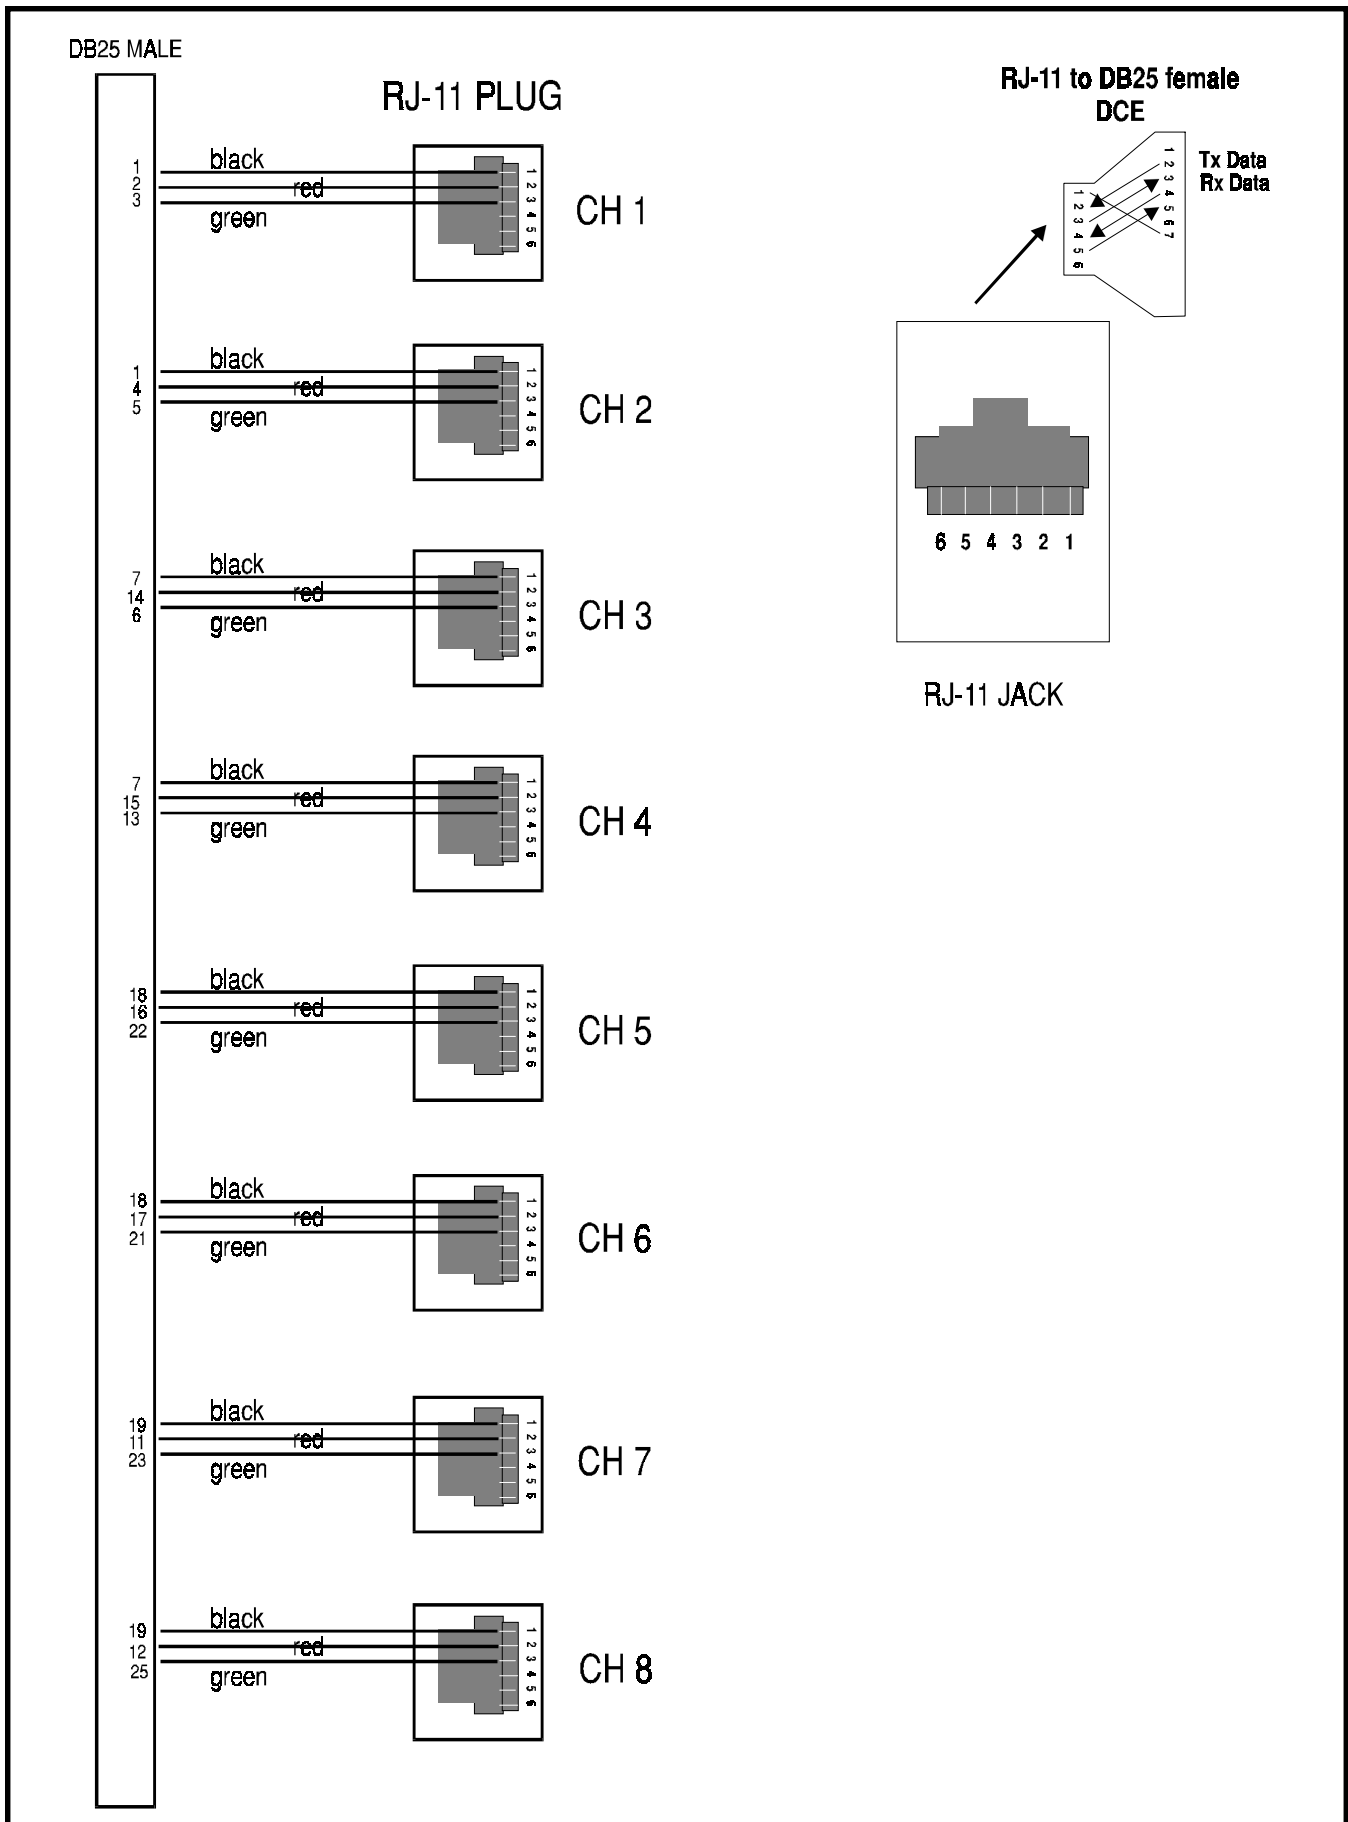 DB25 MALE
RJ-11 PLUG
RJ-11 to DB25 female
DCE
1
2
3
4
5
6
7
Tx Data
Rx Data
1
2
3
4
5
6
1
2
3
black
red
green
1
2
3
4
5
6
CH 1
1
4
5
black
red
green
1
2
3
4
5
6
CH 2
6 5 4 3 2 1
RJ-11 JACK
7
14
6
black
red
green
1
2
3
4
5
6
CH 3
7
15
13
black
red
green
1
2
3
4
5
6
CH 4
18
16
22
black
red
green
1
2
3
4
5
6
CH 5
18
17
21
black
red
green
1
2
3
4
5
6
CH 6
19
11
23
black
red
green
1
2
3
4
5
6
CH 7
19
12
25
black
red
green
1
2
3
4
5
6
CH 8